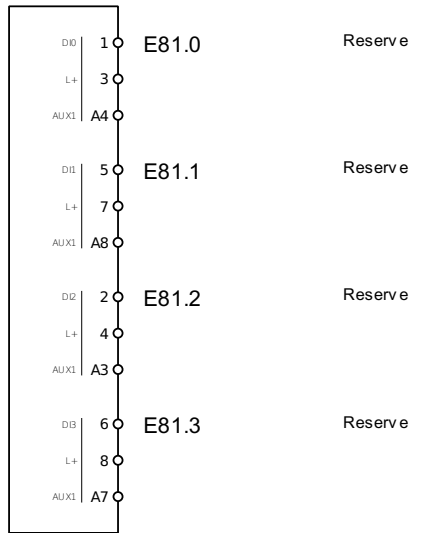 DI0 1 E81.0 Reserve
L+ 3
AUX1 A4
DI1 5 E81.1 Reserve
L+ 7
AUX1 A8
DI2 2 E81.2 Reserve
L+ 4
AUX1 A3
DI3 6 E81.3 Reserve
L+ 8
AUX1 A7